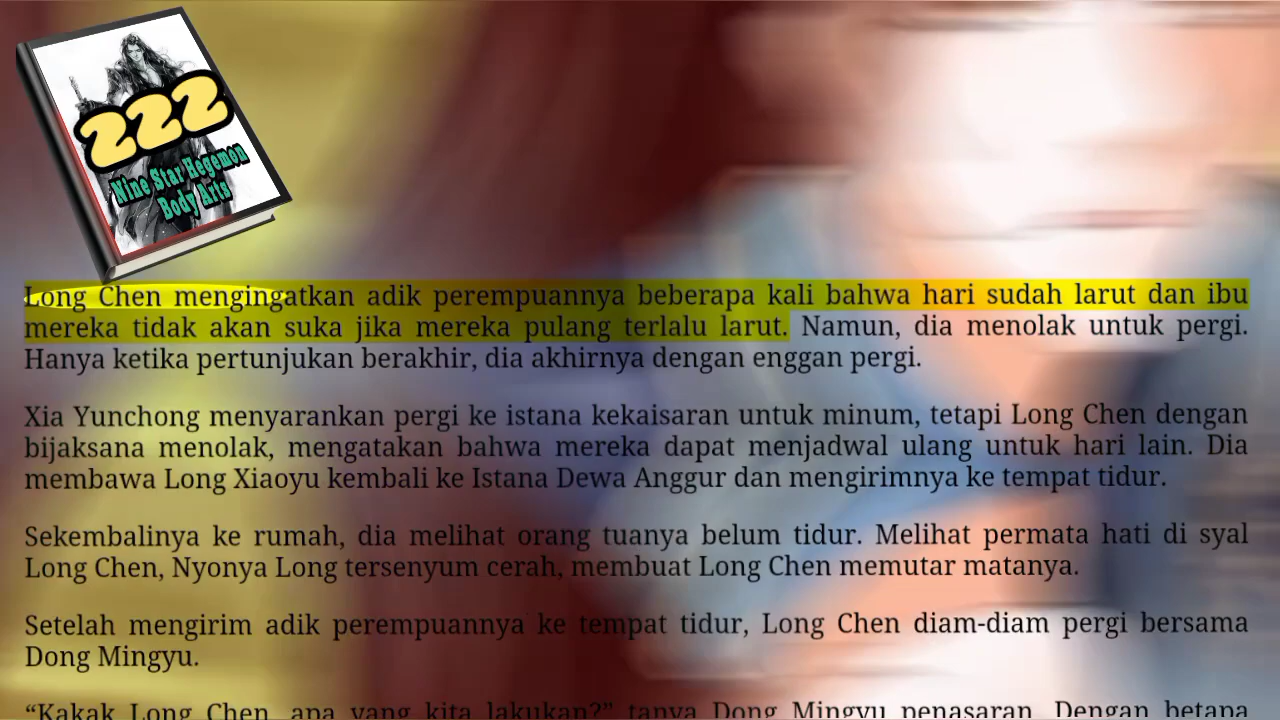 222
Nine Star Hegemon
Body Arts
Long Chen mengingatkan adik perempuannya beberapa kali bahwa hari sudah larut dan ibu
mereka tidak akan suka jika mereka pulang terlalu larut. Namun, dia menolak untuk pergi.
Hanya ketika pertunjukan berakhir, dia akhirnya dengan enggan pergi.
Xia Yunchong menyarankan pergi ke istana kekaisaran untuk minum, tetapi Long Chen dengan
bijaksana menolak, mengatakan bahwa mereka dapat menjadwal ulang untuk hari lain. Dia
membawa Long Xiaoyu kembali ke Istana Dewa Anggur dan mengirimnya ke tempat tidur.
Sekembalinya ke rumah, dia melihat orang tuanya belum tidur. Melihat permata hati di syal
Long Chen, Nyonya Long tersenyum cerah, membuat Long Chen memutar matanya.
Setelah mengirim adik perempuannya ke tempat tidur, Long Chen diam-diam pergi bersama
Dong Mingyu.
“Kakak Long Chen, apa yang kita lakukan?” tanya Dong Mingyu penasaran. Dengan betapa